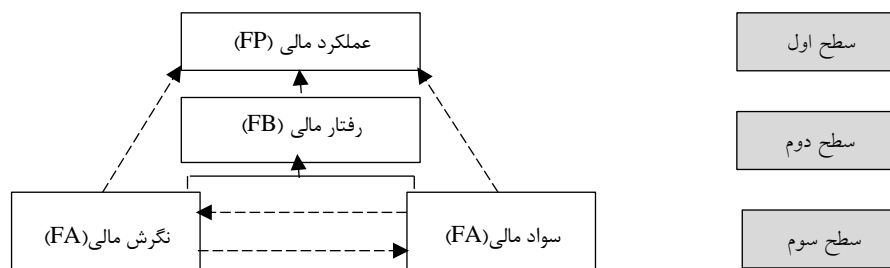 عملکرد مالی (FP)
سطح اول
رفتار مالی (FB)
سطح دوم
نگرش مالی(FA)
سواد مالی(FA)
سطح سوم